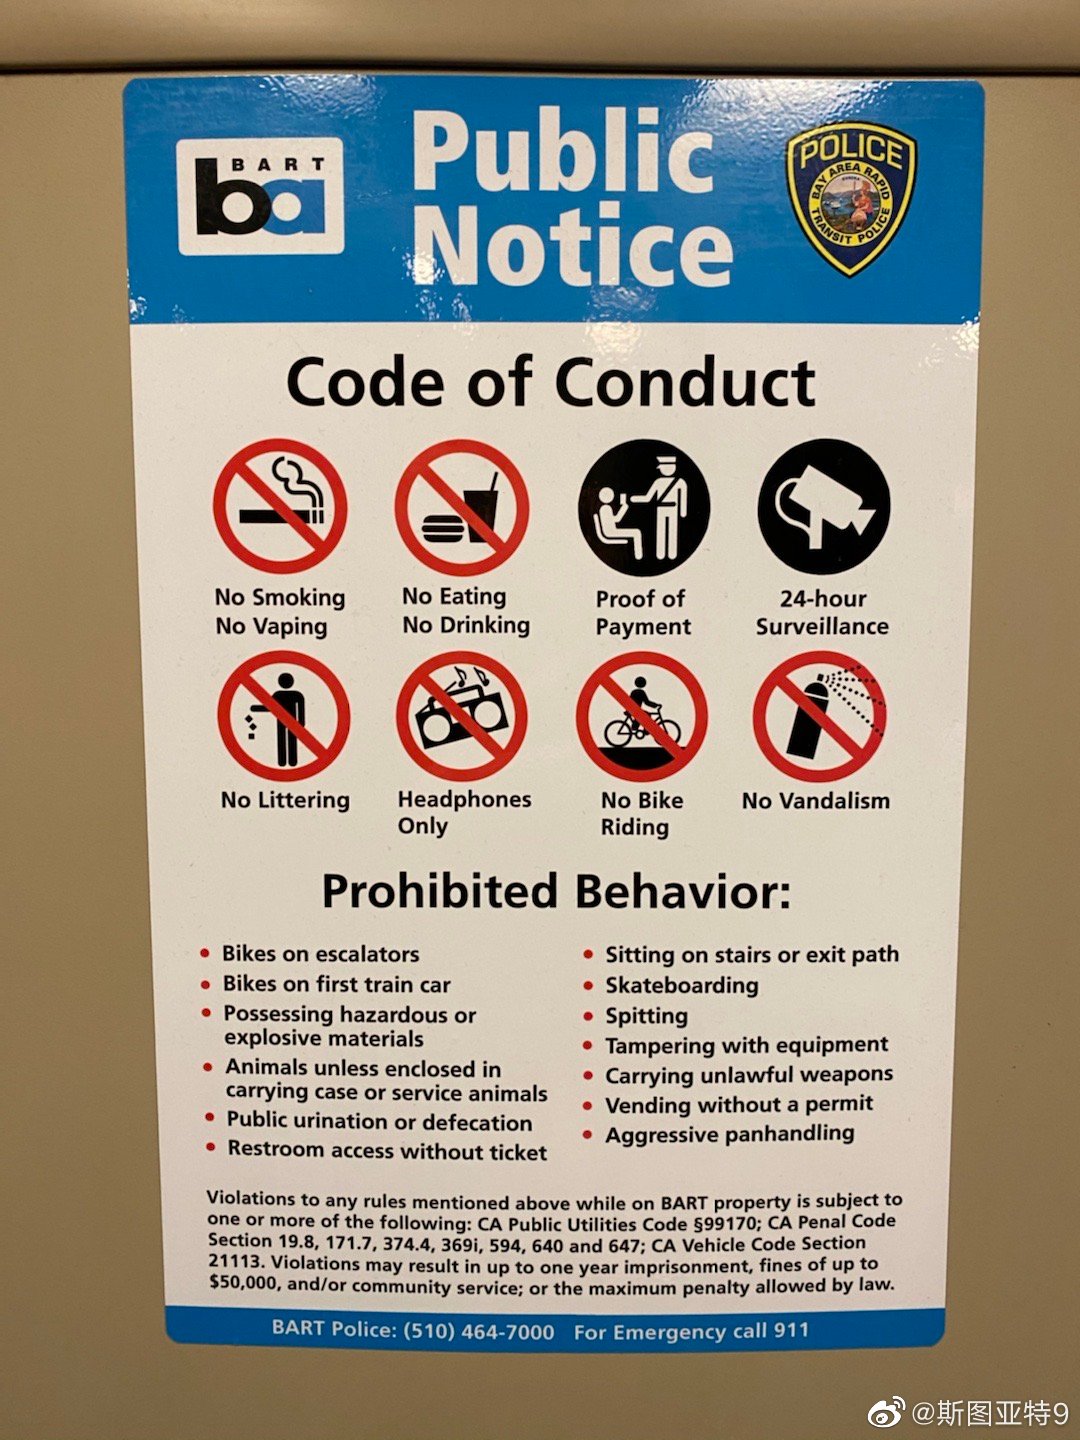 BART
ba
Public
Notice
POLICE
BAY AREA RAPID
TRANSIT POLICE
Code of Conduct
No Smoking
No Vaping
No Eating
No Drinking
Proof of
Payment
24-hour
Surveillance
No Littering
Headphones
Only
No Bike
Riding
No Vandalism
Prohibited Behavior:
• Bikes on escalators
• Bikes on first train car
• Possessing hazardous or
explosive materials
• Animals unless enclosed in
carrying case or service animals
• Public urination or defecation
• Restroom access without ticket
• Sitting on stairs or exit path
• Skateboarding
• Spitting
• Tampering with equipment
• Carrying unlawful weapons
• Vending without a permit
• Aggressive panhandling
Violations to any rules mentioned above while on BART property is subject to
one or more of the following: CA Public Utilities Code §99170; CA Penal Code
Section 19.8, 171.7, 374.4, 369i, 594, 640 and 647; CA Vehicle Code Section
21113. Violations may result in up to one year imprisonment, fines of up to
$50,000, and/or community service; or the maximum penalty allowed by law.
BART Police: (510) 464-7000 For Emergency call 911
@斯图亚特9